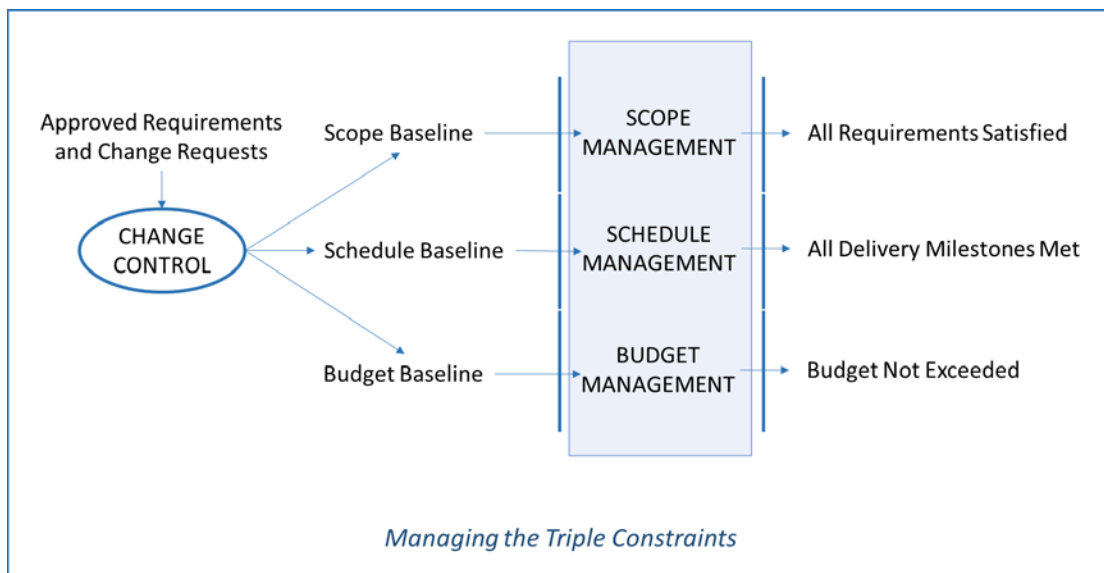 Approved Requirements
and Change Requests
CHANGE
CONTROL
Scope Baseline
Schedule Baseline
Budget Baseline
SCOPE
MANAGEMENT
SCHEDULE
MANAGEMENT
BUDGET
MANAGEMENT
All Requirements Satisfied
All Delivery Milestones Met
Budget Not Exceeded
Managing the Triple Constraints